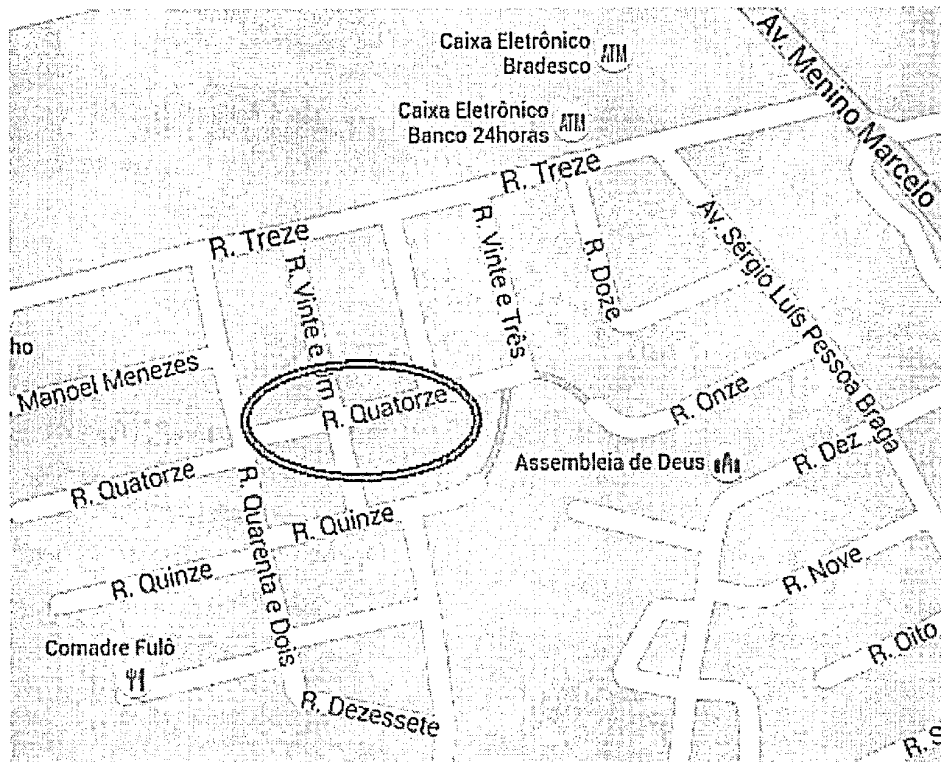 Caixa Eletrônico
Bradesco
ATM
Av. Menino Marcelo
Caixa Eletrônico
Banco 24horas
ATM
R. Treze
R. Treze
R. Vinte e Três
R. Doze
Av. Sérgio Luís Pessoa Braga
R. Vinte e Um
ho
Manoel Menezes
R. Quatorze
R. Onze
R. Quatorze
Assembleia de Deus
R. Dez
R. Quarenta e Dois
R. Quinze
R. Quinze
R. Nove
Comadre Fulô
R. Oito
R. Dezessete
R. S